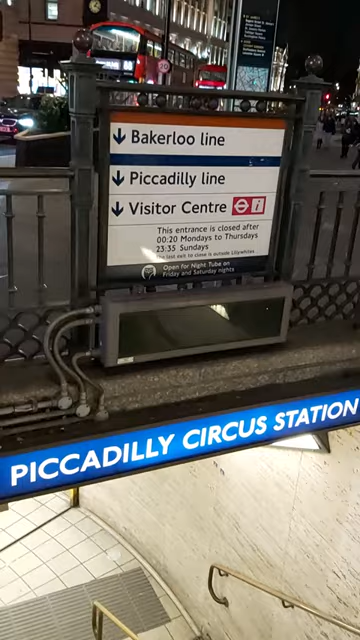 Bakerloo line
Piccadilly line
Visitor Centre i
This entrance is closed after
00:20 Mondays to Thursdays
23:35 Sundays
The last exit to close is outside Lillywhites
Open for Night Tube on
Friday and Saturday nights
PICCADILLY CIRCUS STATION
20